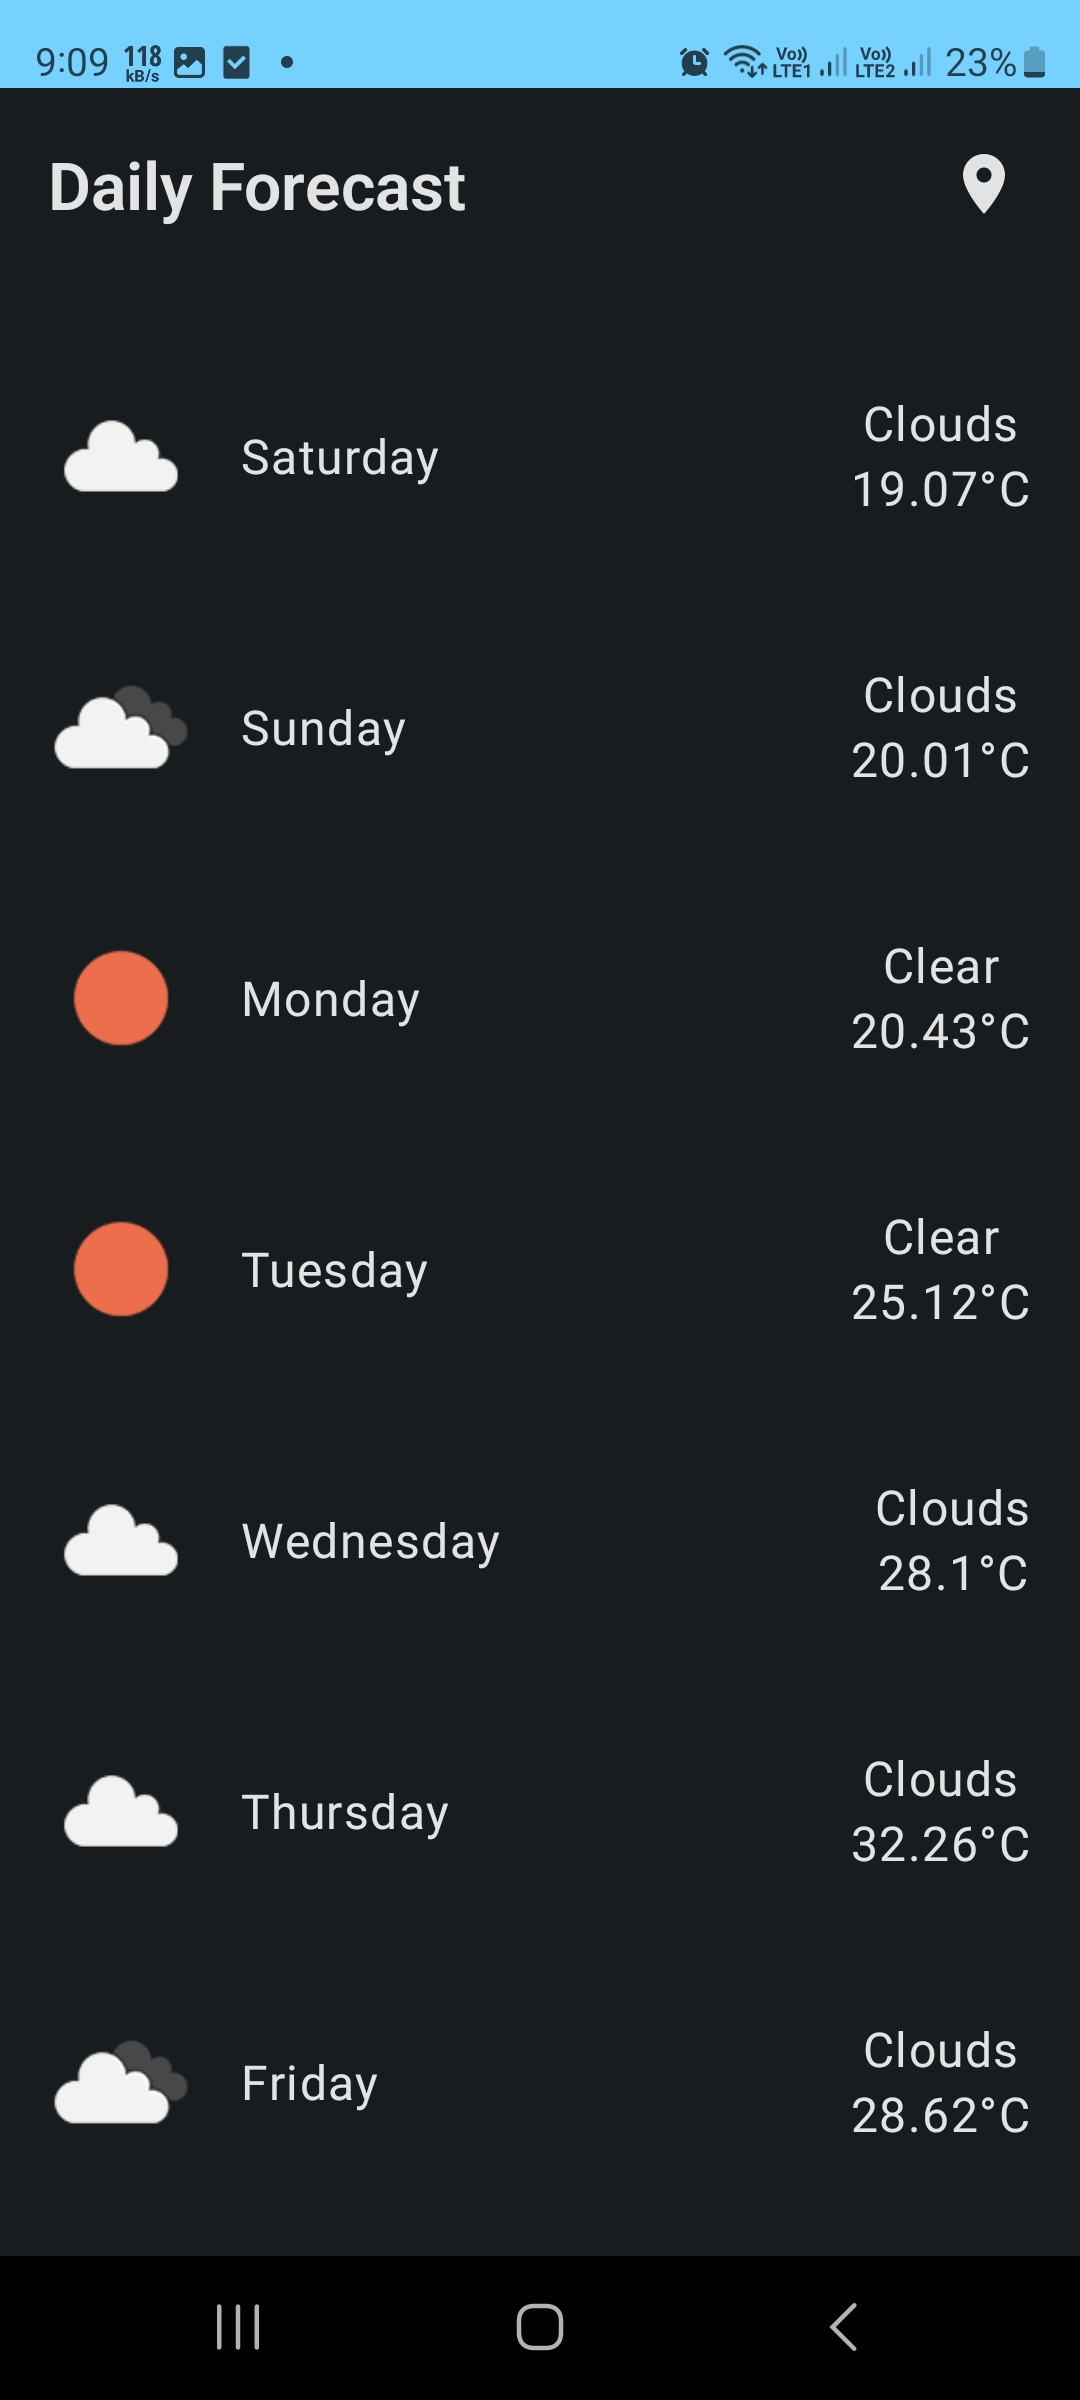 9:09 118 kB/s Vo)) LTE1 Vo)) LTE2 23%
Daily Forecast
Saturday
Clouds
19.07°C
Sunday
Clouds
20.01°C
Monday
Clear
20.43°C
Tuesday
Clear
25.12°C
Wednesday
Clouds
28.1°C
Thursday
Clouds
32.26°C
Friday
Clouds
28.62°C